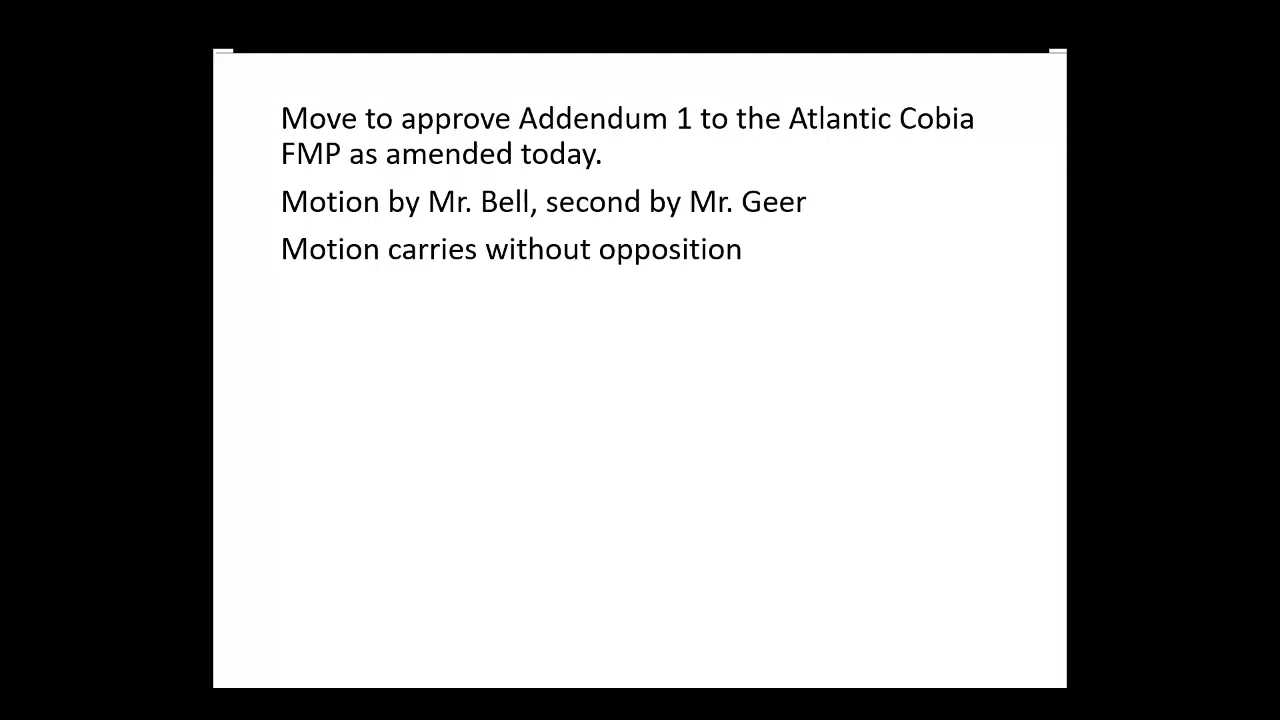 Move to approve Addendum 1 to the Atlantic Cobia
FMP as amended today.
Motion by Mr. Bell, second by Mr. Geer
Motion carries without opposition